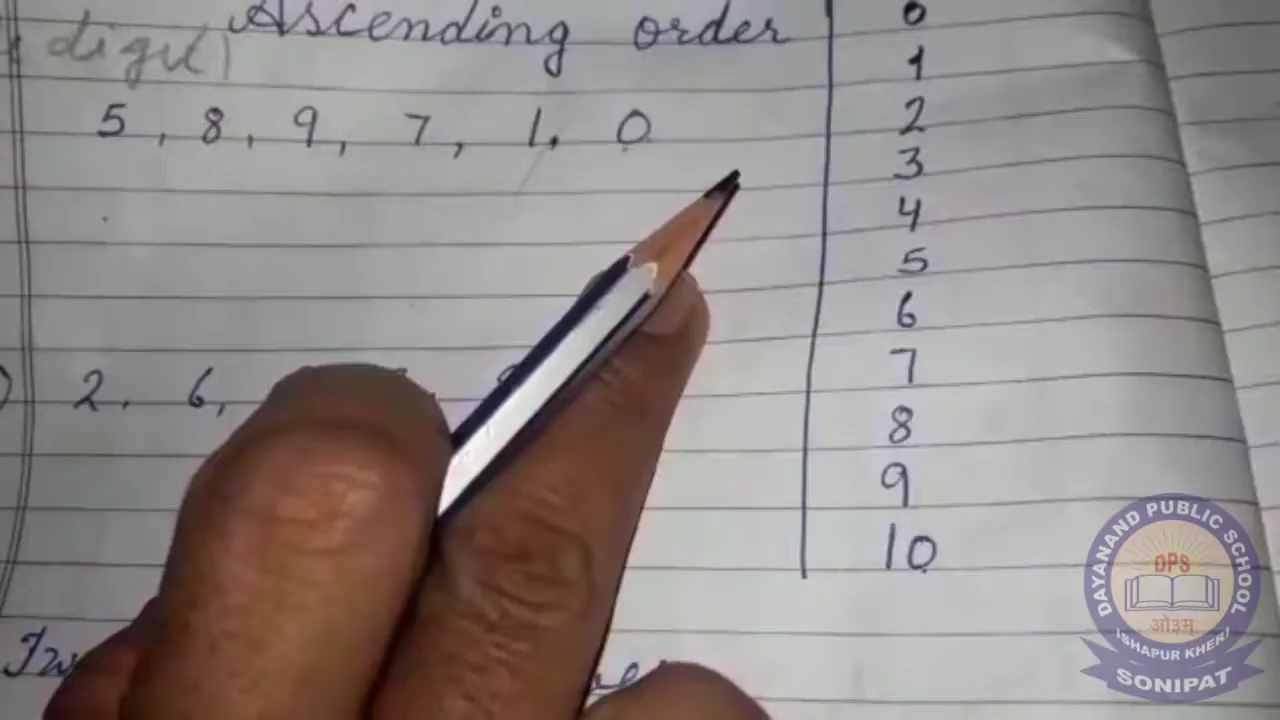 Ascending order
digit)
5, 8, 9, 7, 1, 0
2, 6,
0
1
2
3
4
5
6
7
8
9
10
DAYANAND PUBLIC SCHOOL
DPS
ओ३म्
ISHAPUR KHERI
SONIPAT